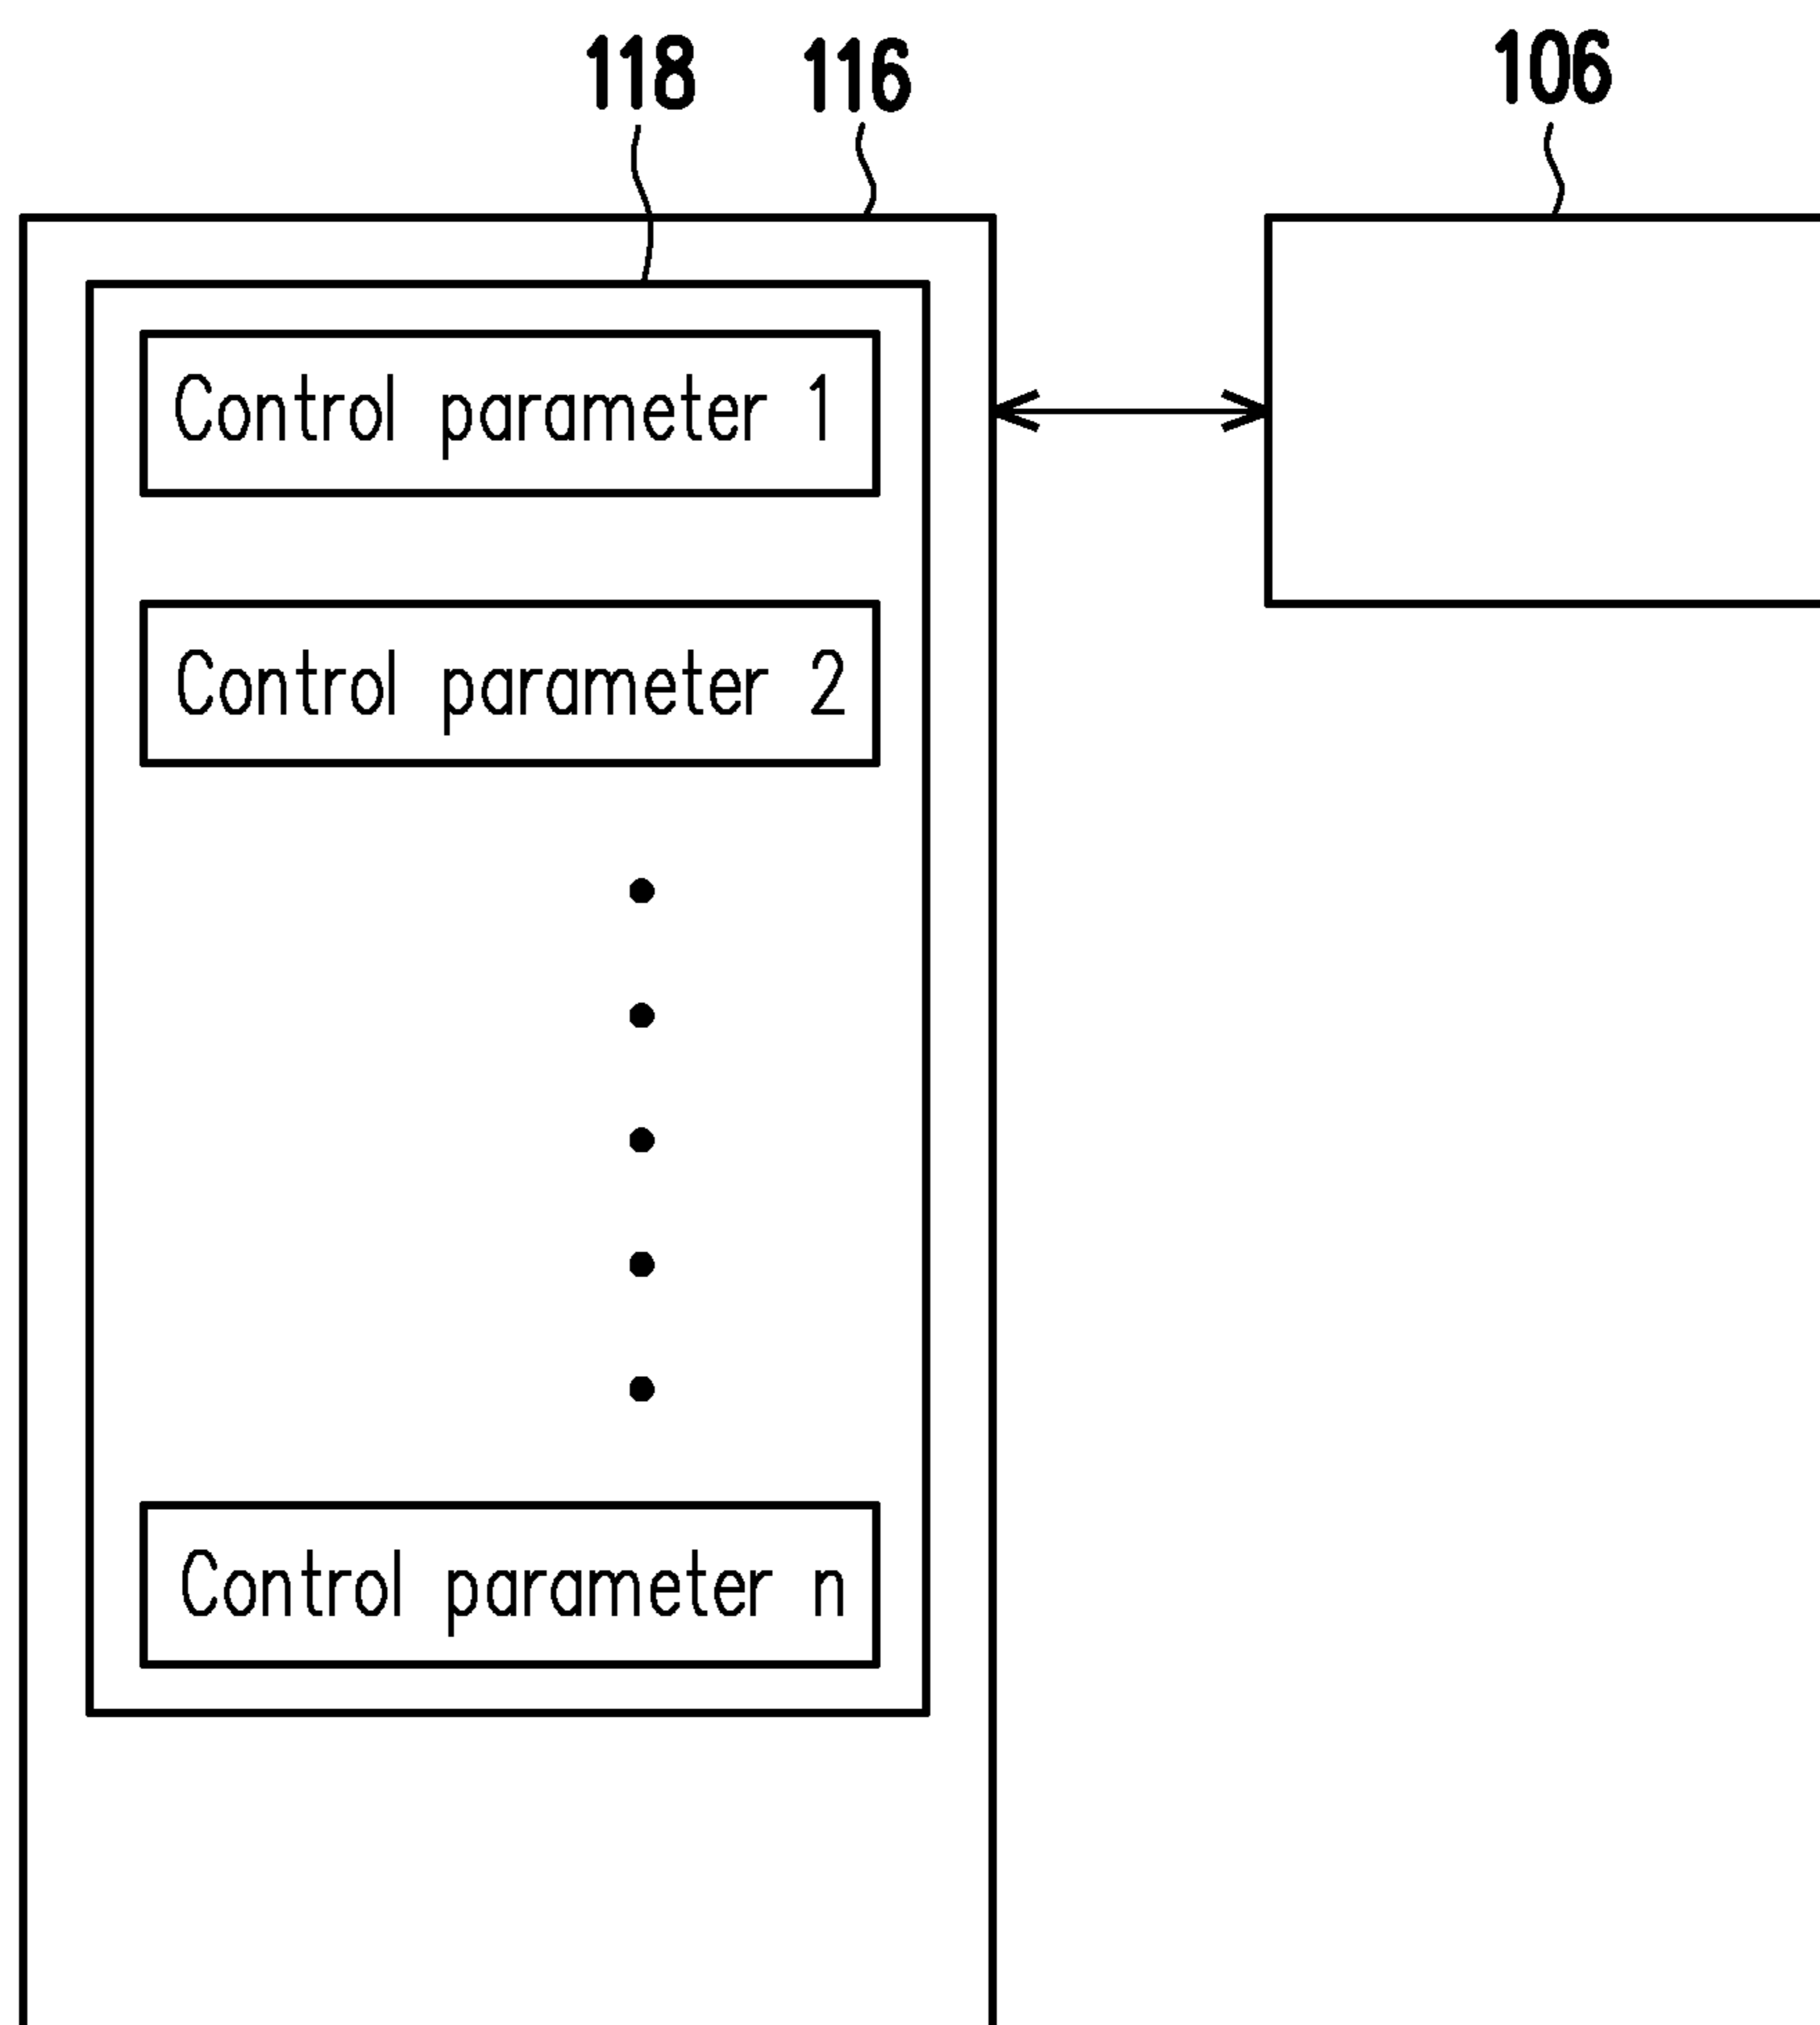 118 116 106
Control parameter 1
Control parameter 2
Control parameter n